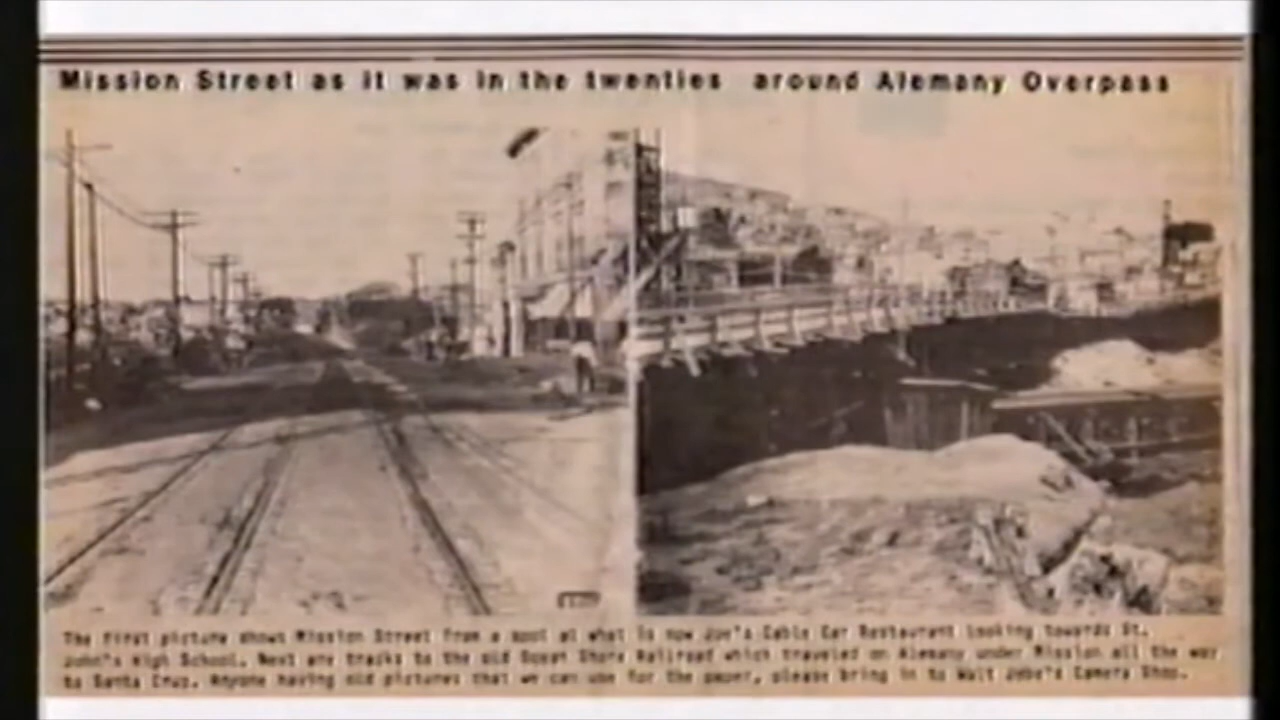 Mission Street as it was in the twenties around Alemany Overpass
The first picture shows Mission Street from a spot at what is now Joe's Cable Car Restaurant looking towards St.
John's High School. Next are tracks to the old Ocean Shore Railroad which traveled on Alemany under Mission all the way
to Santa Cruz. Anyone having old pictures that we can use for the paper, please bring in to Walt Camera Shop.